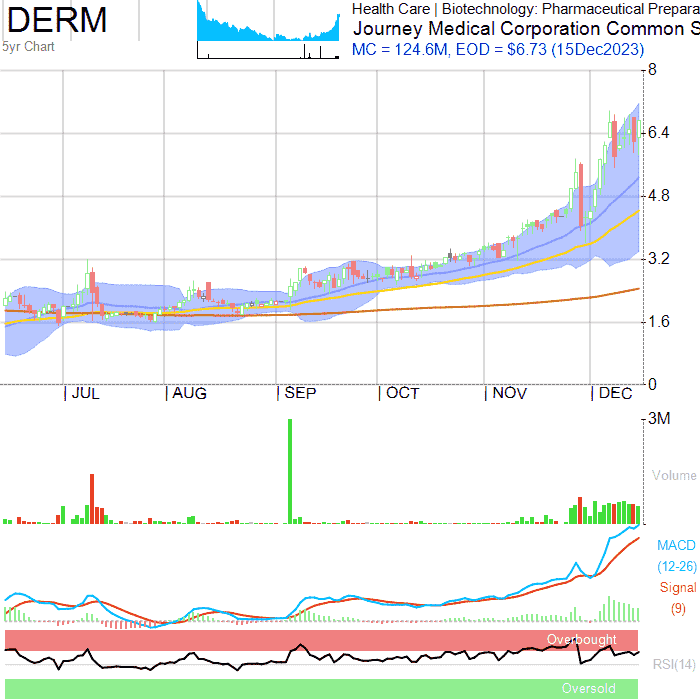 DERM
5yr Chart
Health Care | Biotechnology: Pharmaceutical Prepara
Journey Medical Corporation Common S
MC = 124.6M, EOD = $6.73 (15Dec2023)
8
6.4
4.8
3.2
1.6
0
JUL AUG SEP OCT NOV DEC
3M
Volume
MACD
(12-26)
Signal
(9)
Overbought
RSI(14)
Oversold